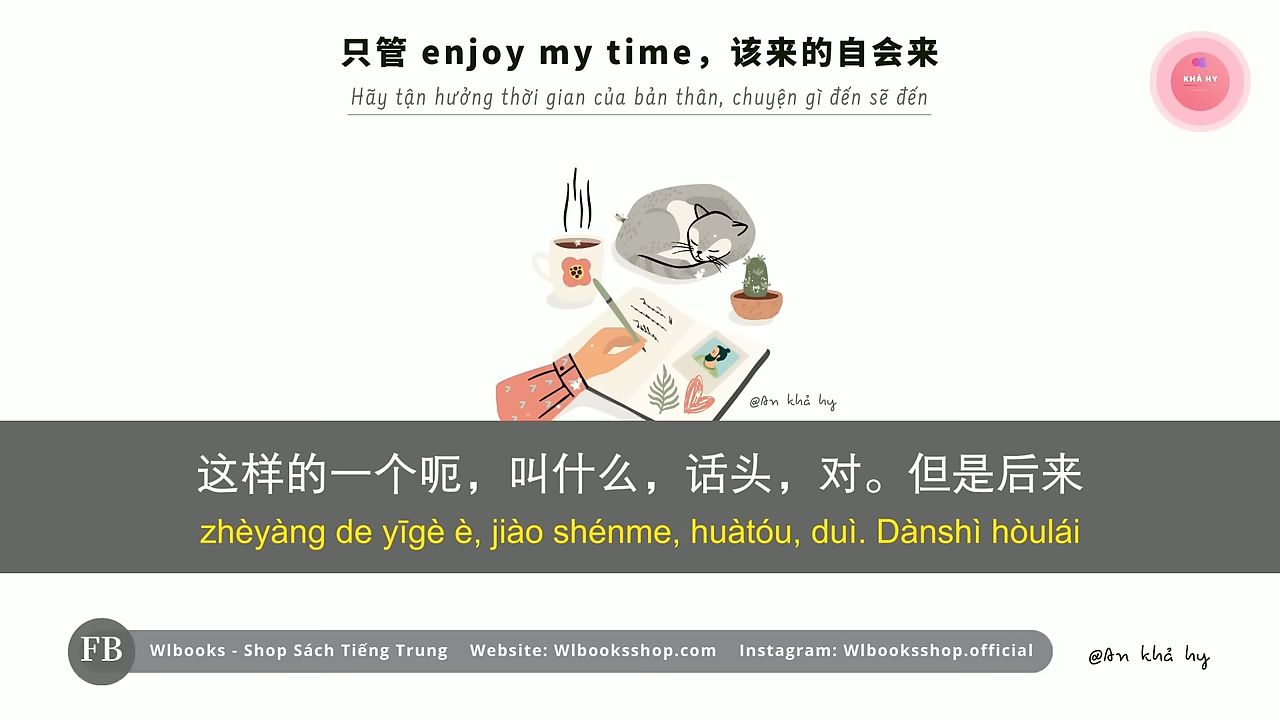 只管 enjoy my time，该来的自会来
Hãy tận hưởng thời gian của bản thân, chuyện gì đến sẽ đến
KHẢ HY
@An khả hy
这样的一个呃，叫什么，话头，对。但是后来
zhèyàng de yīgè è, jiào shénme, huàtóu, duì. Dànshì hòulái
FB
Wlbooks - Shop Sách Tiếng Trung Website: Wlbooksshop.com Instagram: Wlbooksshop.official
@An khả hy